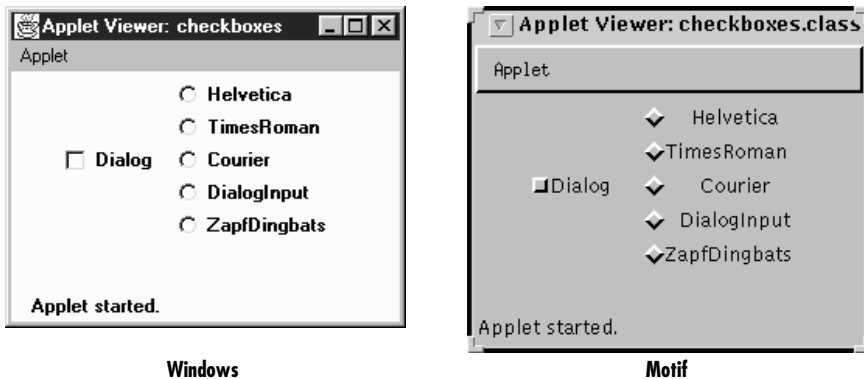 Applet Viewer: checkboxes
Applet
Helvetica
TimesRoman
Dialog
Courier
DialogInput
ZapfDingbats
Applet started.
Windows
Applet Viewer: checkboxes.class
Applet
Helvetica
TimesRoman
Dialog
Courier
DialogInput
ZapfDingbats
Applet started.
Motif